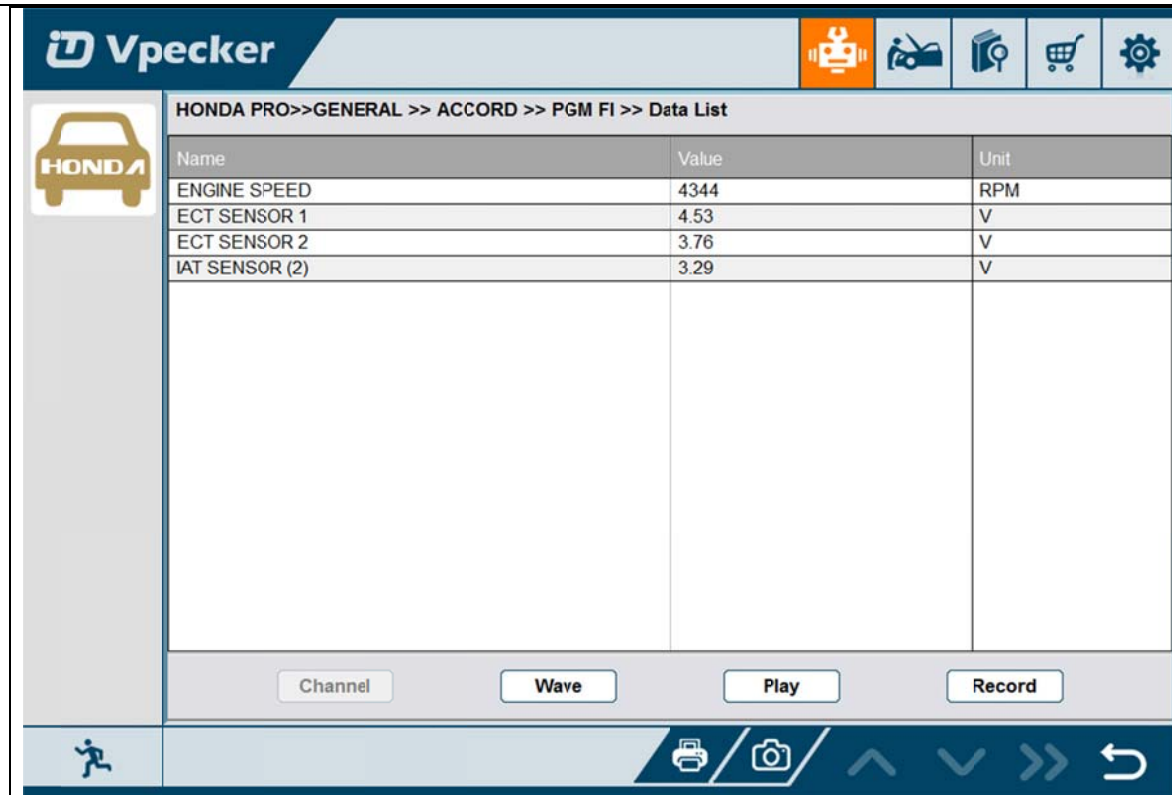 Vpecker
HONDA PRO>>GENERAL >> ACCORD >> PGM FI >> Data List
HONDA
Name Value Unit
ENGINE SPEED 4344 RPM
ECT SENSOR 1 4.53 V
ECT SENSOR 2 3.76 V
IAT SENSOR (2) 3.29 V
Channel Wave Play Record